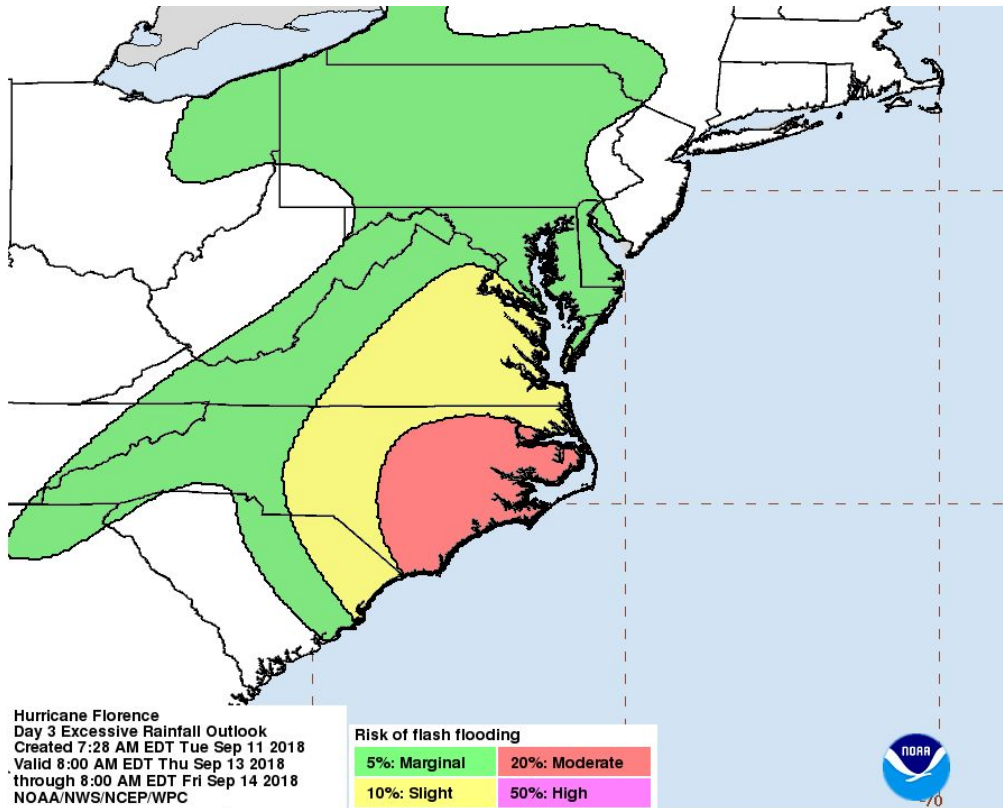 Hurricane Florence
Day 3 Excessive Rainfall Outlook
Created 7:28 AM EDT Tue Sep 11 2018
Valid 8:00 AM EDT Thu Sep 13 2018
through 8:00 AM EDT Fri Sep 14 2018
NOAA/NWS/NCEP/WPC
Risk of flash flooding
5%: Marginal
20%: Moderate
10%: Slight
50%: High
NOAA
-70